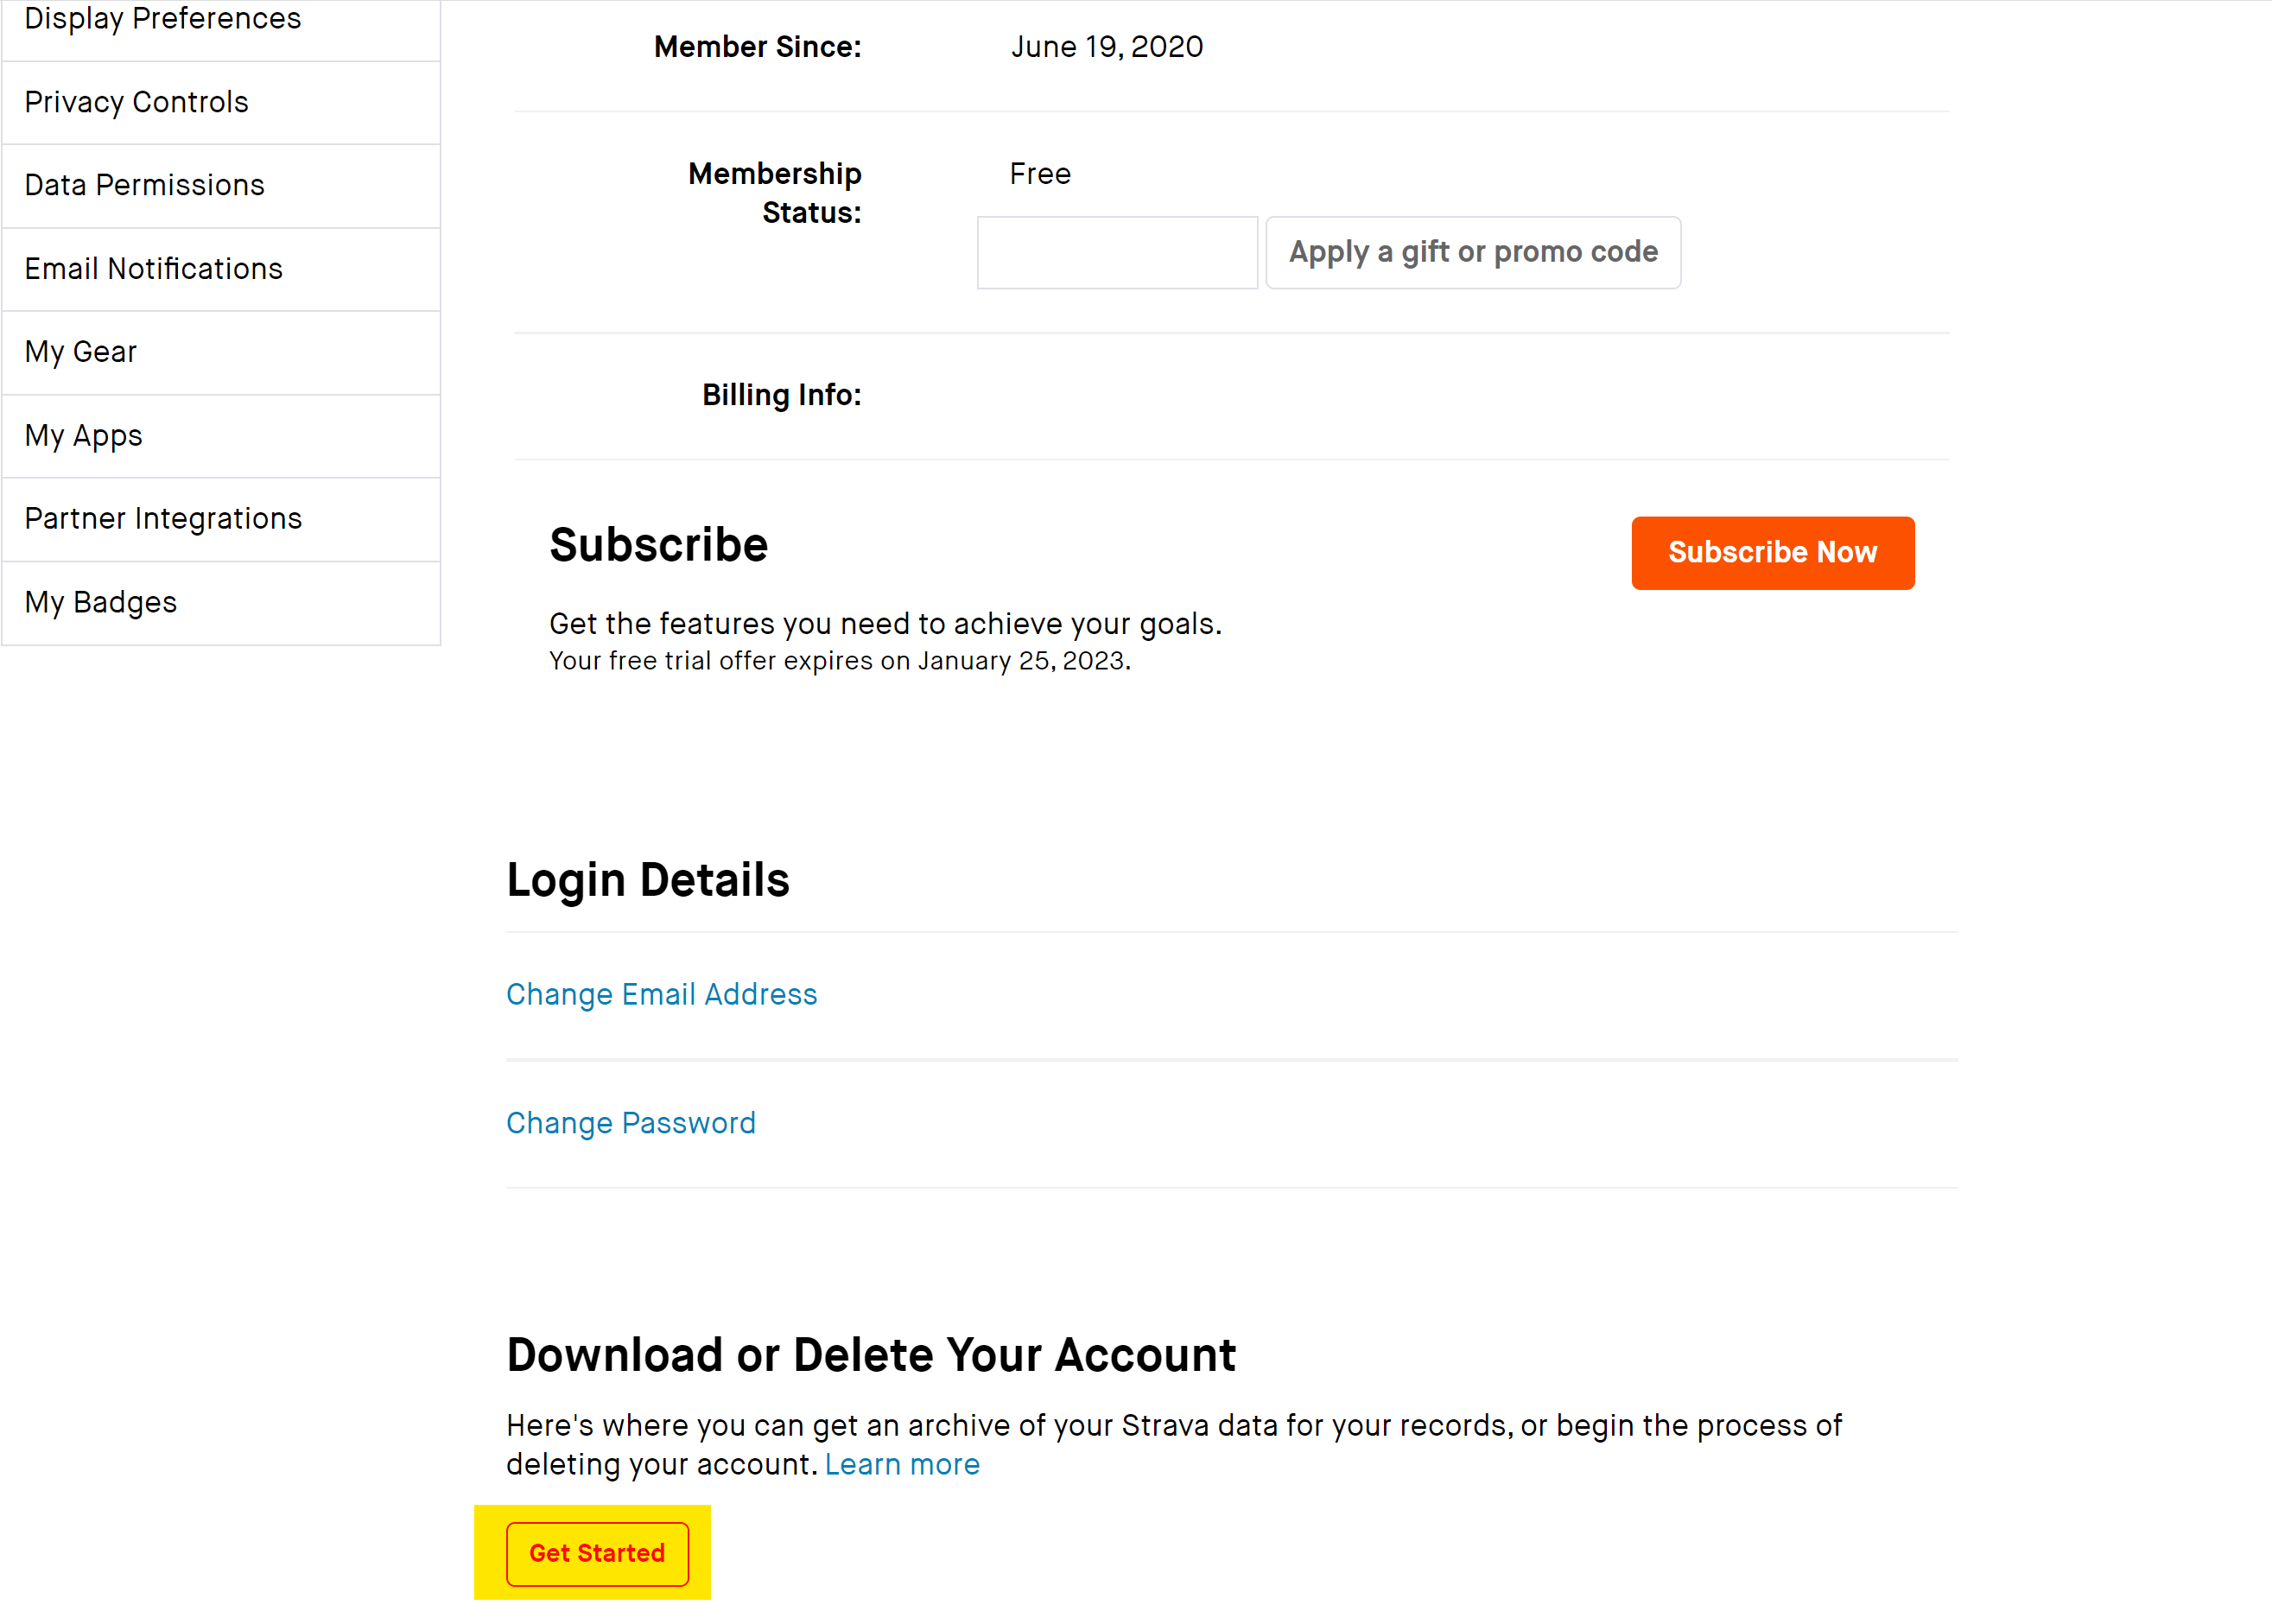 Display Preferences
Privacy Controls
Data Permissions
Email Notifications
My Gear
My Apps
Partner Integrations
My Badges
Member Since: June 19, 2020
Membership Status: Free
Apply a gift or promo code
Billing Info:
Subscribe
Subscribe Now
Get the features you need to achieve your goals.
Your free trial offer expires on January 25, 2023.
Login Details
Change Email Address
Change Password
Download or Delete Your Account
Here's where you can get an archive of your Strava data for your records, or begin the process of
deleting your account. Learn more
Get Started